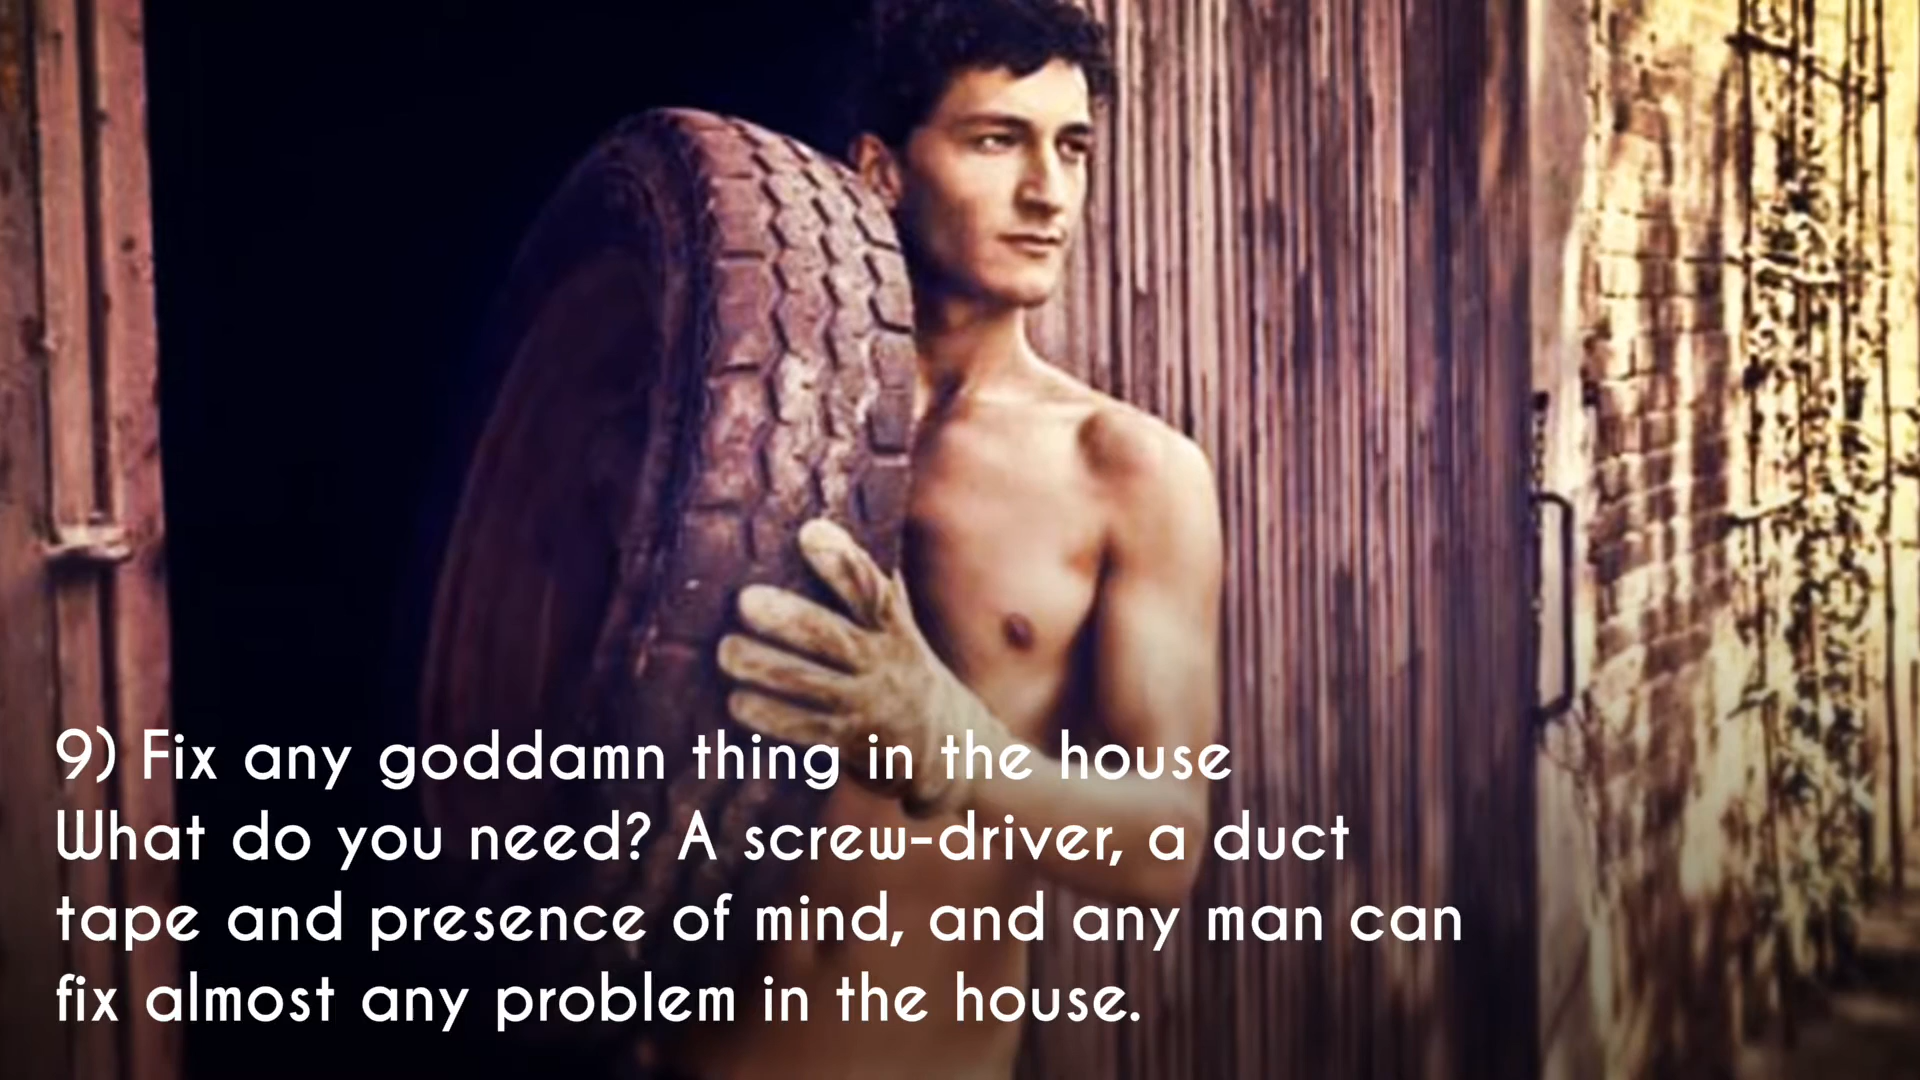 9) Fix any goddamn thing in the house
What do you need? A screw-driver, a duct
tape and presence of mind, and any man can
fix almost any problem in the house.